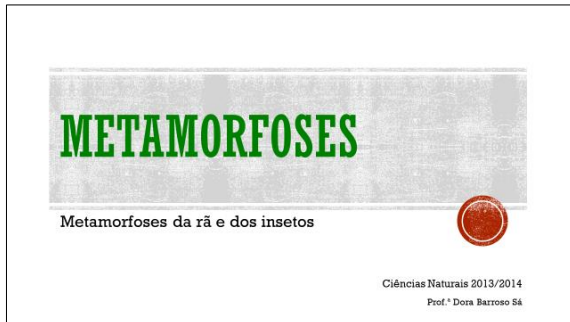 METAMORFOSES
Metamorfoses da rã e dos insetos
Ciências Naturais 2013/2014
Prof.ª Dora Barroso Sá